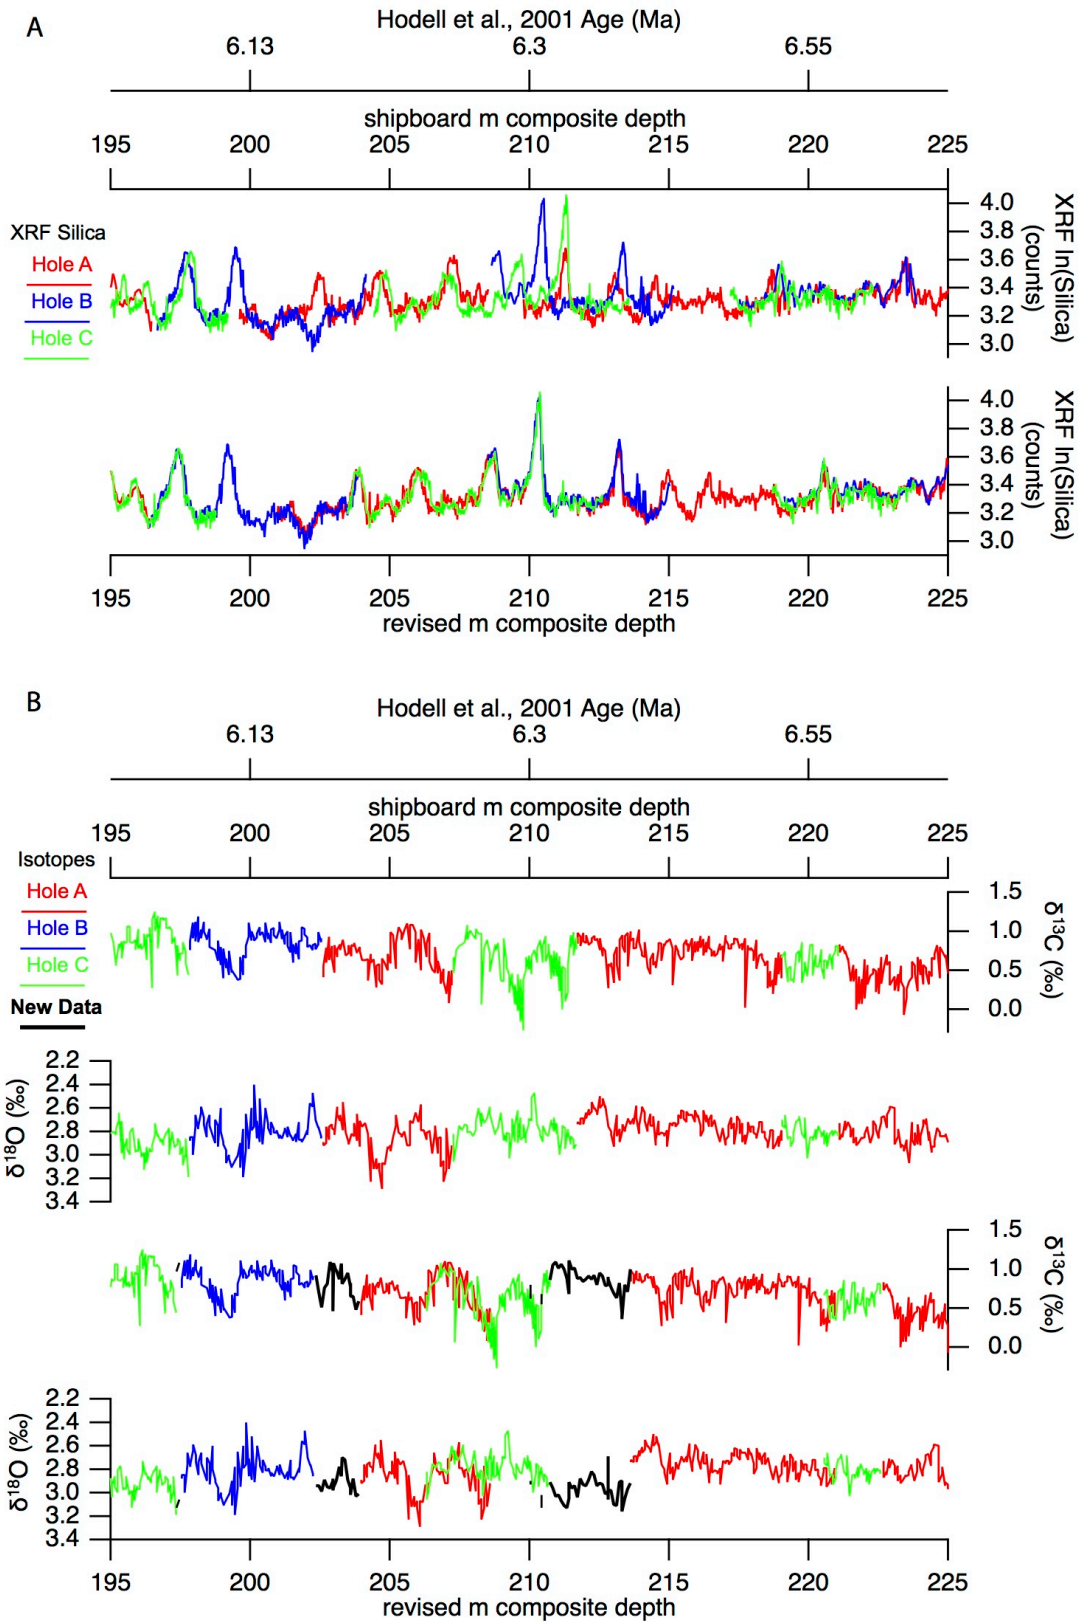 A
Hodell et al., 2001 Age (Ma)
6.13 6.3 6.55
shipboard m composite depth
195 200 205 210 215 220 225
XRF Silica
Hole A
Hole B
Hole C
4.0
3.8
3.6
3.4
3.2
3.0
XRF ln(Silica)
(counts)
4.0
3.8
3.6
3.4
3.2
3.0
XRF ln(Silica)
(counts)
195 200 205 210 215 220 225
revised m composite depth
B
Hodell et al., 2001 Age (Ma)
6.13 6.3 6.55
shipboard m composite depth
195 200 205 210 215 220 225
Isotopes
Hole A
Hole B
Hole C
New Data
1.5
1.0
0.5
0.0
δ13C (‰)
2.2
2.4
2.6
2.8
3.0
3.2
3.4
δ18O (‰)
1.5
1.0
0.5
0.0
δ13C (‰)
2.2
2.4
2.6
2.8
3.0
3.2
3.4
δ18O (‰)
195 200 205 210 215 220 225
revised m composite depth